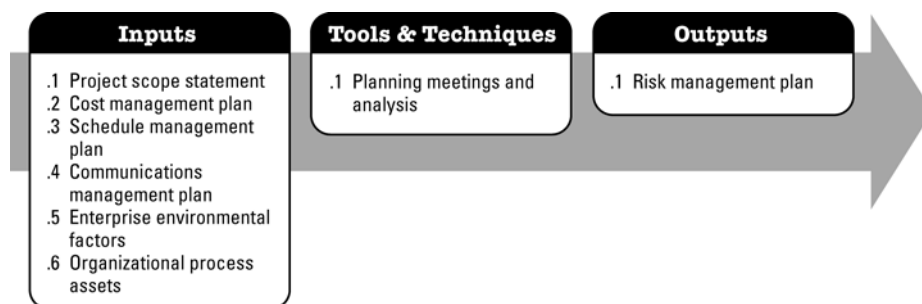 Inputs
.1 Project scope statement
.2 Cost management plan
.3 Schedule management
plan
.4 Communications
management plan
.5 Enterprise environmental
factors
.6 Organizational process
assets
Tools & Techniques
.1 Planning meetings and
analysis
Outputs
.1 Risk management plan